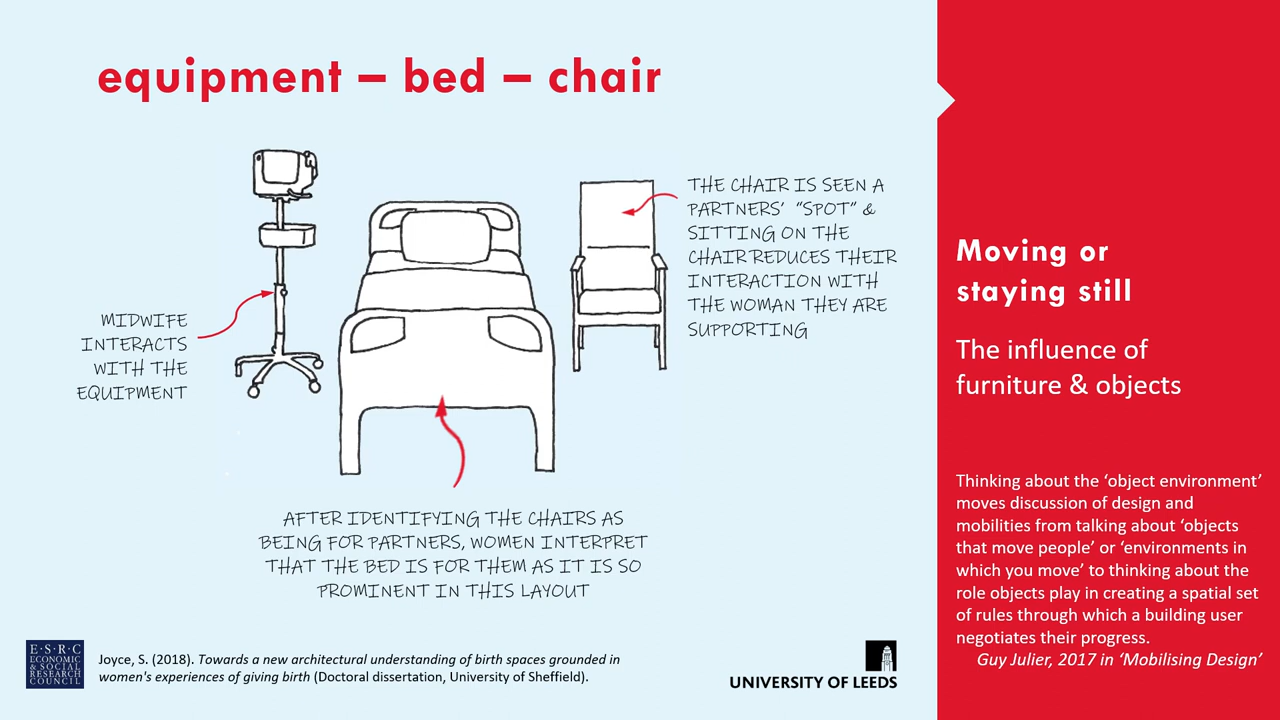 equipment – bed – chair
MIDWIFE
INTERACTS
WITH THE
EQUIPMENT
THE CHAIR IS SEEN A
PARTNERS' "SPOT" &
SITTING ON THE
CHAIR REDUCES THEIR
INTERACTION WITH
THE WOMAN THEY ARE
SUPPORTING
AFTER IDENTIFYING THE CHAIRS AS
BEING FOR PARTNERS, WOMEN INTERPRET
THAT THE BED IS FOR THEM AS IT IS SO
PROMINENT IN THIS LAYOUT
E·S·R·C
ECONOMIC
& SOCIAL
RESEARCH
COUNCIL
Joyce, S. (2018). Towards a new architectural understanding of birth spaces grounded in
women's experiences of giving birth (Doctoral dissertation, University of Sheffield).
UNIVERSITY OF LEEDS
Moving or
staying still
The influence of
furniture & objects
Thinking about the ‘object environment’
moves discussion of design and
mobilities from talking about ‘objects
that move people’ or ‘environments in
which you move’ to thinking about the
role objects play in creating a spatial set
of rules through which a building user
negotiates their progress.
Guy Julier, 2017 in ‘Mobilising Design’